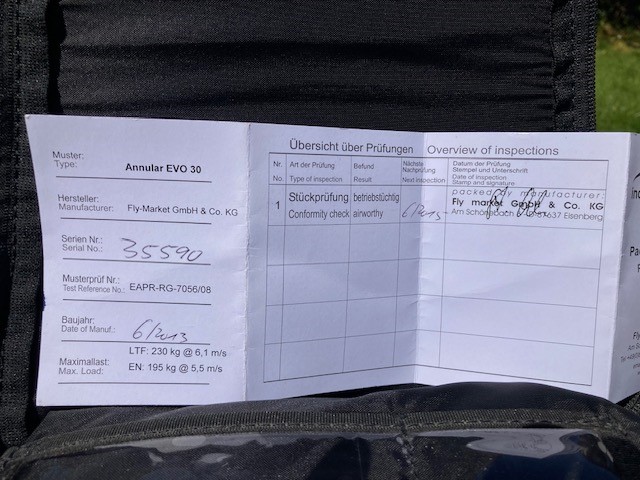 Muster:
Type: Annular EVO 30
Hersteller:
Manufacturer: Fly-Market GmbH & Co. KG
Serien Nr.:
Serial No.: 35590
Musterprüf Nr.:
Test Reference No.: EAPR-RG-7056/08
Baujahr:
Date of Manuf.: 6/2013
Maximallast: LTF: 230 kg @ 6,1 m/s
Max. Load: EN: 195 kg @ 5,5 m/s
Übersicht über Prüfungen Overview of inspections
Nr. Art der Prüfung Befund Nächste Nachprüfung Datum der Prüfung
Stempel und Unterschrift
No. Type of inspection Result Next inspection Date of inspection
Stamp and signature
1 Stückprüfung betriebstüchtig packed by manufacturer:
Fly market GmbH & Co. KG
Conformity check airworthy Am Schönebach Eisenberg